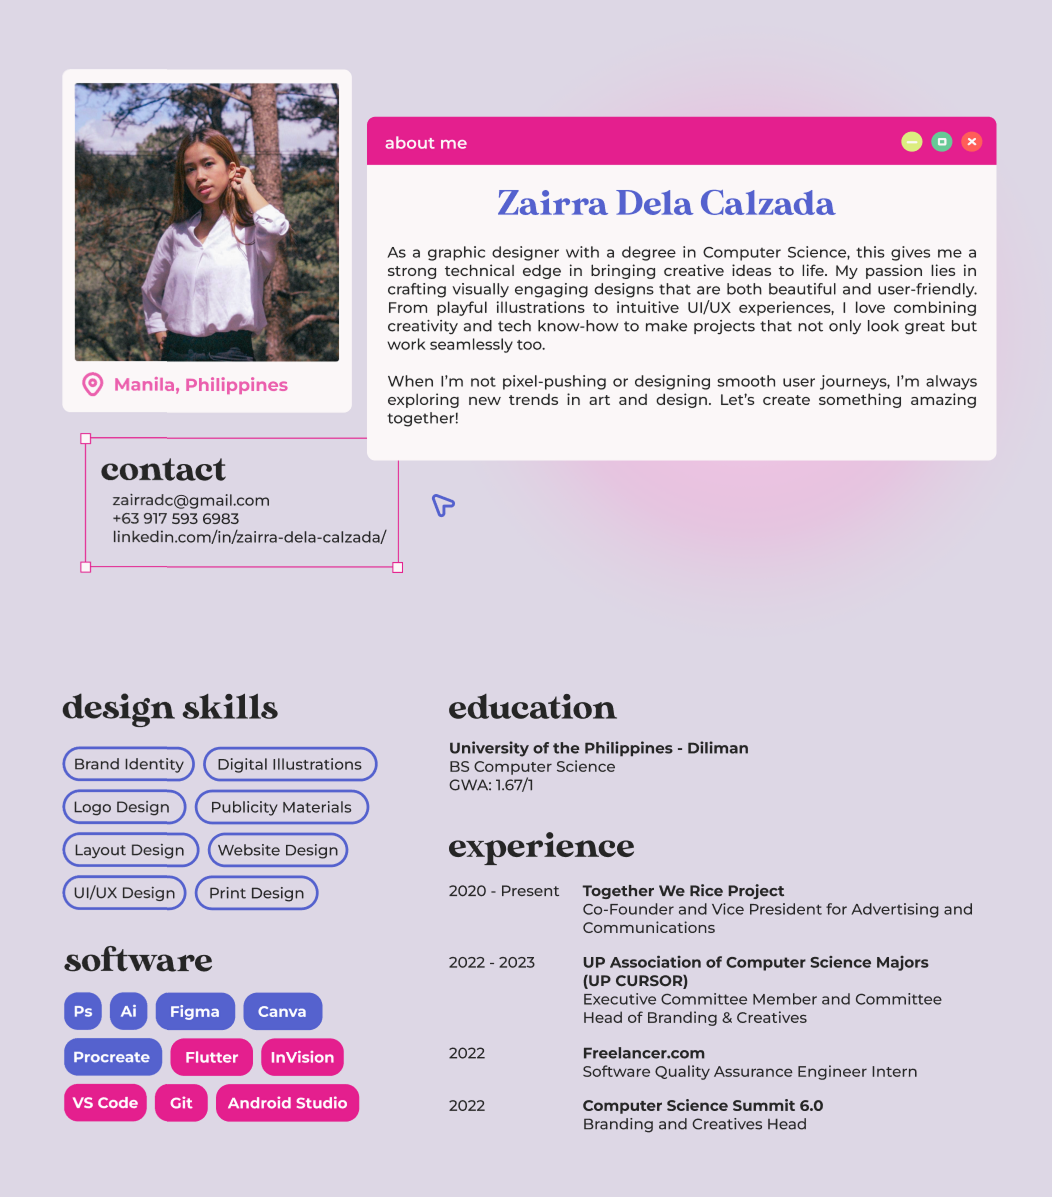 about me
Zairra Dela Calzada
As a graphic designer with a degree in Computer Science, this gives me a
strong technical edge in bringing creative ideas to life. My passion lies in
crafting visually engaging designs that are both beautiful and user-friendly.
From playful illustrations to intuitive UI/UX experiences, I love combining
creativity and tech know-how to make projects that not only look great but
work seamlessly too.
When I'm not pixel-pushing or designing smooth user journeys, I'm always
exploring new trends in art and design. Let's create something amazing
together!
Manila, Philippines
contact
zairradc@gmail.com
+63 917 593 6983
linkedin.com/in/zairra-dela-calzada/
design skills
Brand Identity
Digital Illustrations
Logo Design
Publicity Materials
Layout Design
Website Design
UI/UX Design
Print Design
software
Ps
Ai
Figma
Canva
Procreate
Flutter
InVision
VS Code
Git
Android Studio
education
University of the Philippines - Diliman
BS Computer Science
GWA: 1.67/1
experience
2020 - Present
Together We Rice Project
Co-Founder and Vice President for Advertising and
Communications
2022 - 2023
UP Association of Computer Science Majors
(UP CURSOR)
Executive Committee Member and Committee
Head of Branding & Creatives
2022
Freelancer.com
Software Quality Assurance Engineer Intern
2022
Computer Science Summit 6.0
Branding and Creatives Head